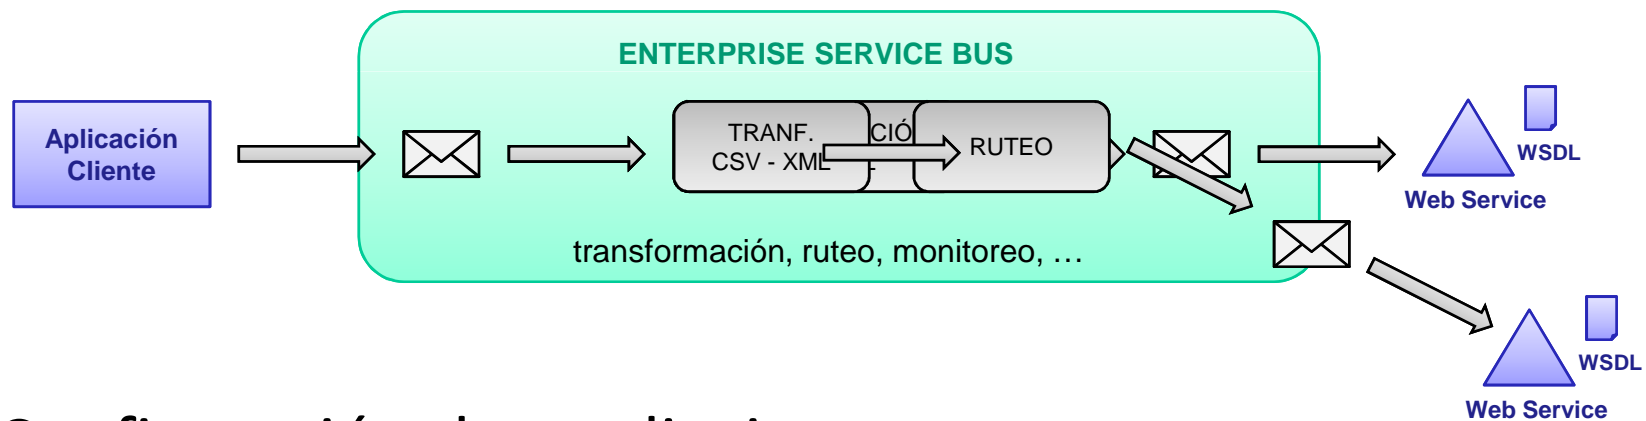 ENTERPRISE SERVICE BUS
Aplicación
Cliente
TRANF.
CSV - XML
CIÓ
L
RUTEO
transformación, ruteo, monitoreo, …
WSDL
Web Service
WSDL
Web Service